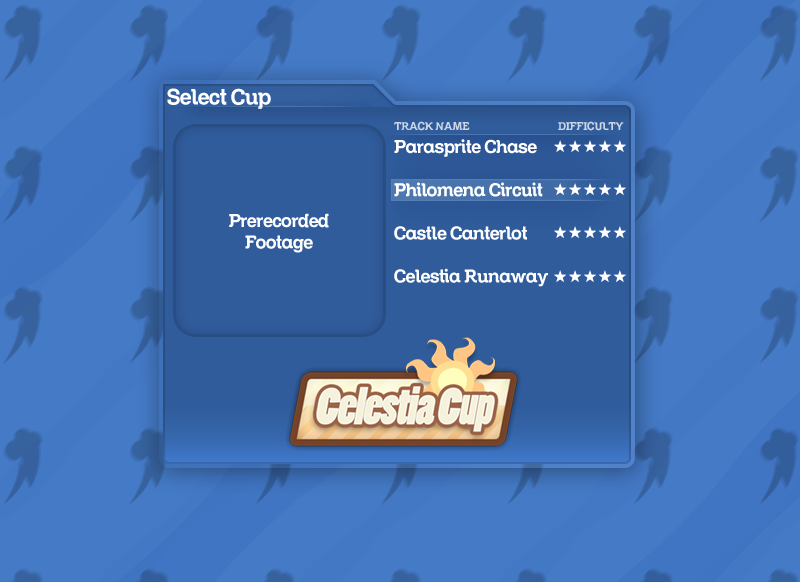 Select Cup
TRACK NAME DIFFICULTY
Parasprite Chase ★★★★★
Philomena Circuit ★★★★★
Castle Canterlot ★★★★★
Celestia Runaway ★★★★★
Prerecorded
Footage
Celestia Cup